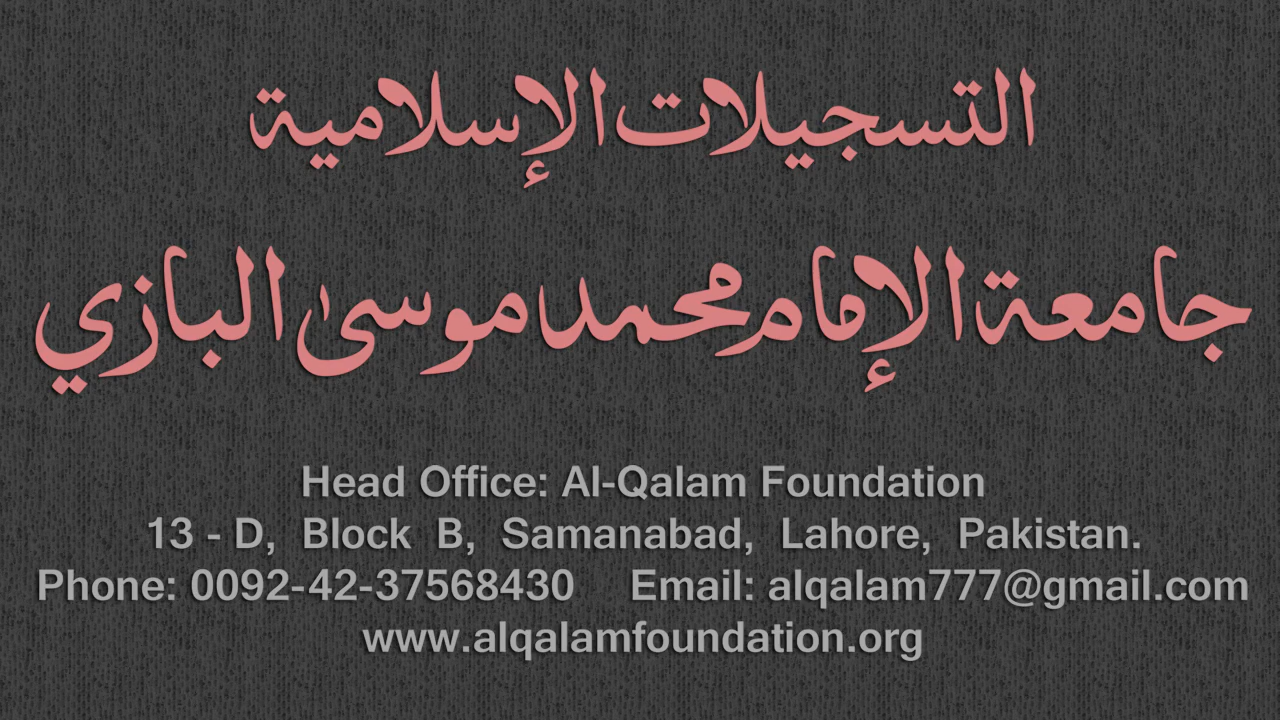 التسجيلات الإسلامية
جامعة الإمام محمد موسىٰ البازي
Head Office: Al-Qalam Foundation
13 - D, Block B, Samanabad, Lahore, Pakistan.
Phone: 0092-42-37568430 Email: alqalam777@gmail.com
www.alqalamfoundation.org